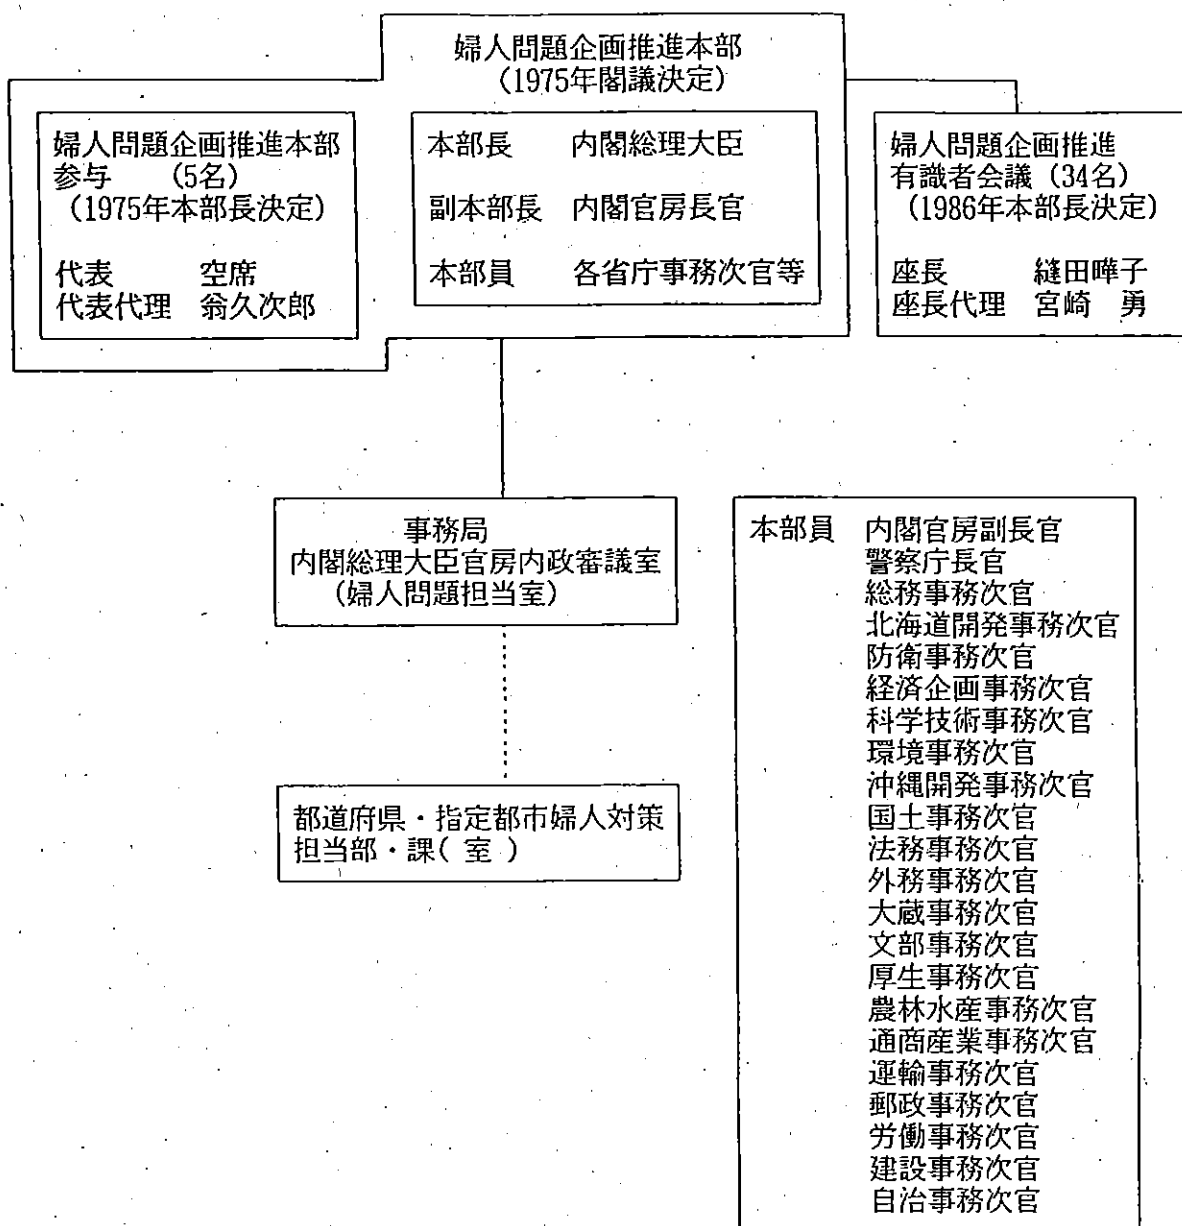 婦人問題企画推進本部
(1975年閣議決定)
婦人問題企画推進本部
参与 (5名)
(1975年本部長決定)
代表 空席
代表代理 翁久次郎
本部長 内閣総理大臣
副本部長 内閣官房長官
本部員 各省庁事務次官等
婦人問題企画推進
有識者会議 (34名)
(1986年本部長決定)
座長 縫田曄子
座長代理 宮崎 勇
事務局
内閣総理大臣官房内政審議室
(婦人問題担当室)
都道府県・指定都市婦人対策
担当部・課( 室 )
本部員 内閣官房副長官
警察庁長官
総務事務次官
北海道開発事務次官
防衛事務次官
経済企画事務次官
科学技術事務次官
環境事務次官
沖縄開発事務次官
国土事務次官
法務事務次官
外務事務次官
大蔵事務次官
文部事務次官
厚生事務次官
農林水産事務次官
通商産業事務次官
運輸事務次官
郵政事務次官
労働事務次官
建設事務次官
自治事務次官